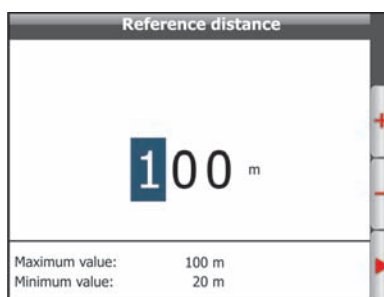 Reference distance
100 m
+
−
Maximum value: 100 m
Minimum value: 20 m